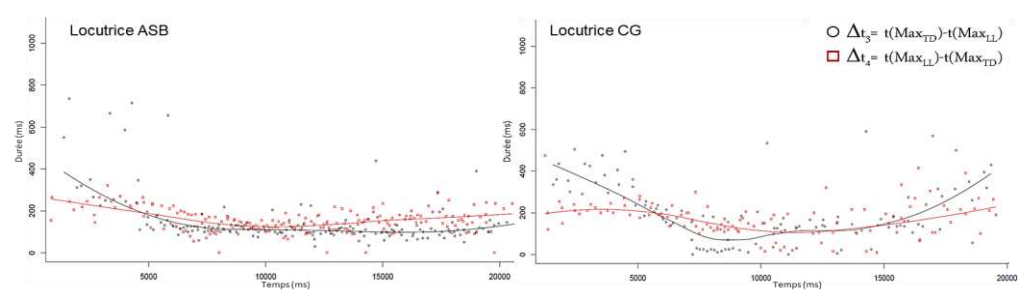 Locutrice ASB
Durée (ms)
1000
800
600
400
200
0
5000
10000
15000
20000
Temps (ms)
Locutrice CG
Δt3= t(MaxTD)-t(MaxLL)
Δt4= t(MaxLL)-t(MaxTD)
Durée (ms)
1000
800
600
400
200
0
5000
10000
15000
20000
Temps (ms)